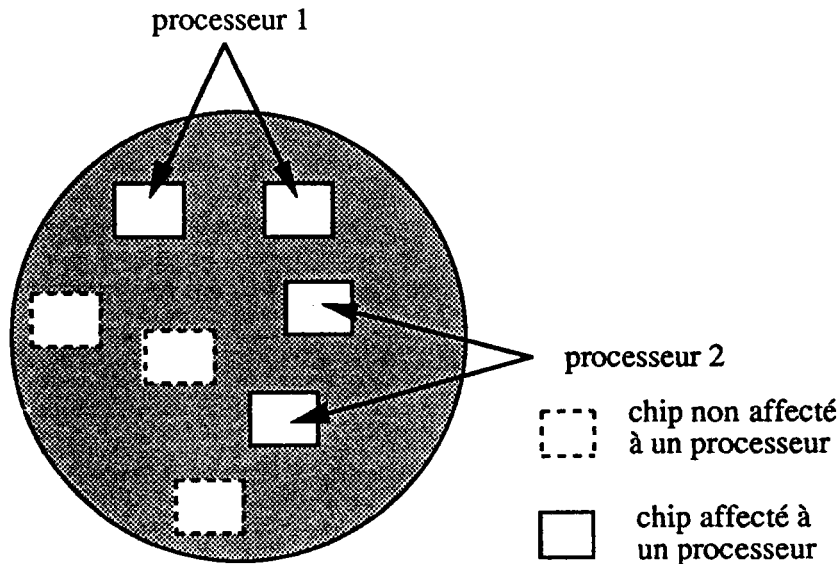 processeur 1
processeur 2
chip non affecté
à un processeur
chip affecté à
un processeur